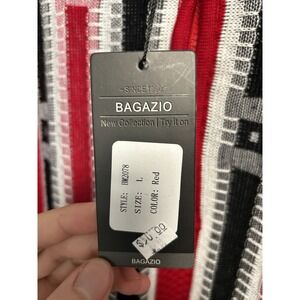 BAGAZIO
New Collection | Try it on
STYLE: BM2078
SIZE: L
COLOR: Red
BAGAZIO